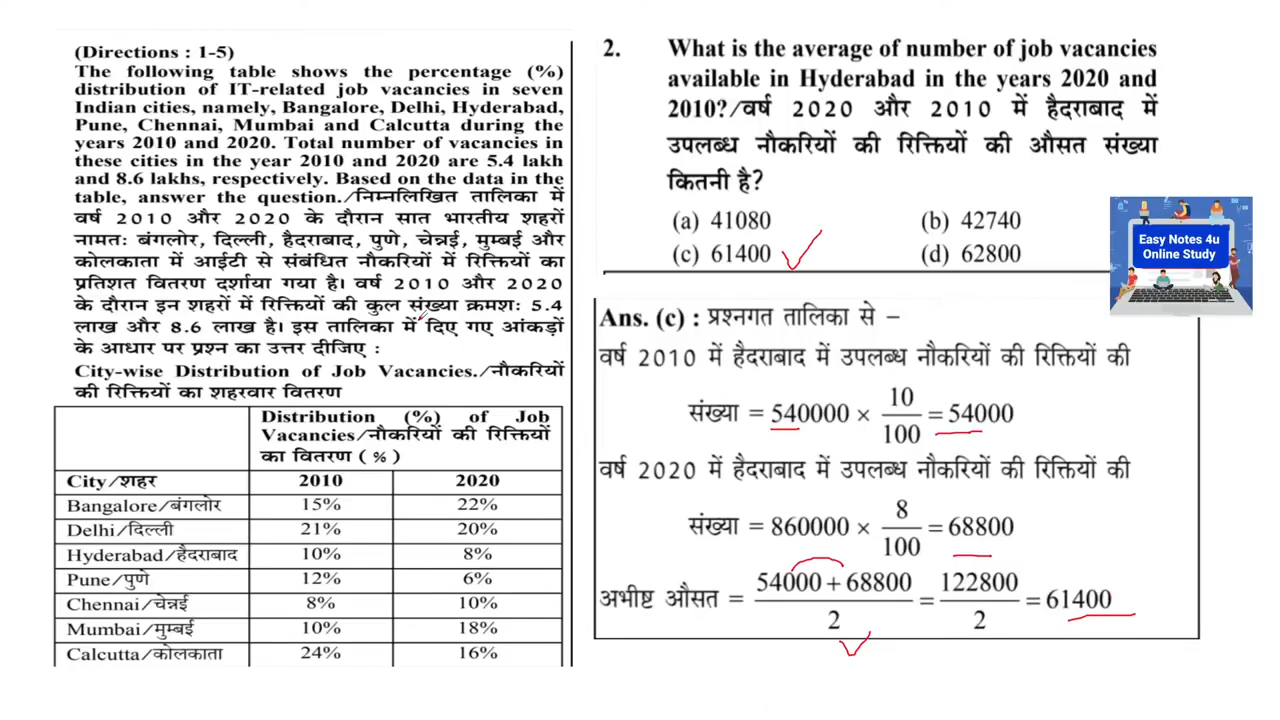 (Directions : 1-5)
The following table shows the percentage (%)
distribution of IT-related job vacancies in seven
Indian cities, namely, Bangalore, Delhi, Hyderabad,
Pune, Chennai, Mumbai and Calcutta during the
years 2010 and 2020. Total number of vacancies in
these cities in the year 2010 and 2020 are 5.4 lakh
and 8.6 lakhs, respectively. Based on the data in the
table, answer the question./निम्नलिखित तालिका में
वर्ष 2010 और 2020 के दौरान सात भारतीय शहरों
नामतः बंगलोर, दिल्ली, हैदराबाद, पुणे, चेन्नई, मुम्बई और
कोलकाता में आईटी से संबंधित नौकरियों में रिक्तियों का
प्रतिशत वितरण दर्शाया गया है। वर्ष 2010 और 2020
के दौरान इन शहरों में रिक्तियों की कुल संख्या क्रमशः 5.4
लाख और 8.6 लाख है। इस तालिका में दिए गए आंकड़ों
के आधार पर प्रश्न का उत्तर दीजिए :
City-wise Distribution of Job Vacancies./नौकरियों
की रिक्तियों का शहरवार वितरण
Distribution (%) of Job
Vacancies/नौकरियों की रिक्तियों
का वितरण (%)
City/शहर 2010 2020
Bangalore/बंगलोर 15% 22%
Delhi/दिल्ली 21% 20%
Hyderabad/हैदराबाद 10% 8%
Pune/पुणे 12% 6%
Chennai/चेन्नई 8% 10%
Mumbai/मुम्बई 10% 18%
Calcutta/कोलकाता 24% 16%
2. What is the average of number of job vacancies
available in Hyderabad in the years 2020 and
2010?/वर्ष 2020 और 2010 में हैदराबाद में
उपलब्ध नौकरियों की रिक्तियों की औसत संख्या
कितनी है?
(a) 41080 (b) 42740
(c) 61400 (d) 62800
Easy Notes 4u
Online Study
Ans. (c) : प्रश्नगत तालिका से –
वर्ष 2010 में हैदराबाद में उपलब्ध नौकरियों की रिक्तियों की
संख्या = 540000 × 10/100 = 54000
वर्ष 2020 में हैदराबाद में उपलब्ध नौकरियों की रिक्तियों की
संख्या = 860000 × 8/100 = 68800
अभीष्ट औसत = 54000 + 68800/2 = 122800/2 = 61400